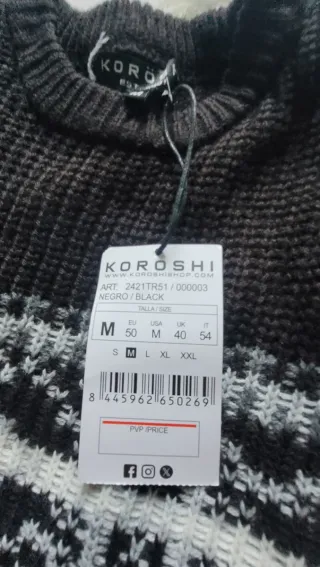 KOROSHI
KOROSHI
WWW.KOROSHISHOP.COM
ART: 2421TR51 / 000003
NEGRO / BLACK
TALLA / SIZE
M
EU USA UK IT
50 M 40 54
S M L XL XXL
8 445962 650269
PVP /PRICE